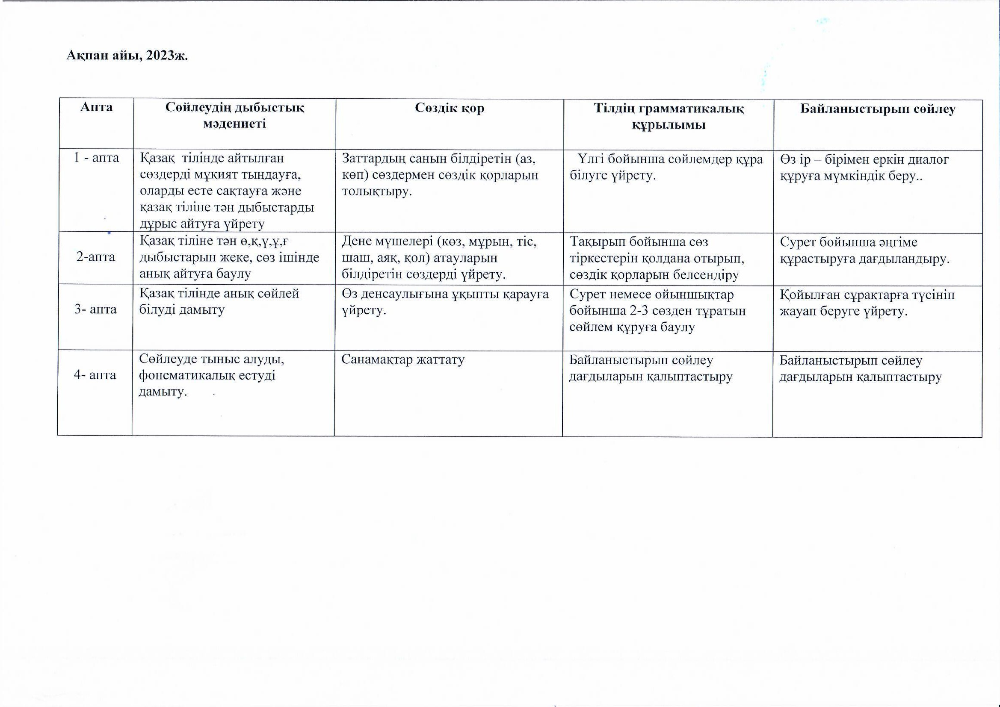 Ақпан айы, 2023ж.
Апта
Сөйлеудің дыбыстық
мәдениеті
Сөздік қор
Тілдің грамматикалық
құрылымы
Байланыстырып сөйлеу
1 - апта
Қазақ тілінде айтылған
сөздерді мұқият тыңдауға,
оларды есте сақтауға және
қазақ тіліне тән дыбыстарды
дұрыс айтуға үйрету
Заттардың санын білдіретін (аз,
көп) сөздермен сөздік қорларын
толықтыру.
Үлгі бойынша сөйлемдер құра
білуге үйрету.
Өз ір – бірімен еркін диалог
құруға мүмкіндік беру..
2-апта
Қазақ тіліне тән ө,қ,ү,ұ,ғ
дыбыстарын жеке, сөз ішінде
анық айтуға баулу
Дене мүшелері (көз, мұрын, тіс,
шаш, аяқ, қол) атауларын
білдіретін сөздерді үйрету.
Тақырып бойынша сөз
тіркестерін қолдана отырып,
сөздік қорларын белсендіру
Сурет бойынша әңгіме
құрастыруға дағдыландыру.
3- апта
Қазақ тілінде анық сөйлей
білуді дамыту
Өз денсаулығына ұқыпты қарауға
үйрету.
Сурет немесе ойыншықтар
бойынша 2-3 сөзден тұратын
сөйлем құруға баулу
Қойылған сұрақтарға түсініп
жауап беруге үйрету.
4- апта
Сөйлеуде тыныс алуды,
фонематикалық естуді
дамыту.
Санамақтар жаттату
Байланыстырып сөйлеу
дағдыларын қалыптастыру
Байланыстырып сөйлеу
дағдыларын қалыптастыру